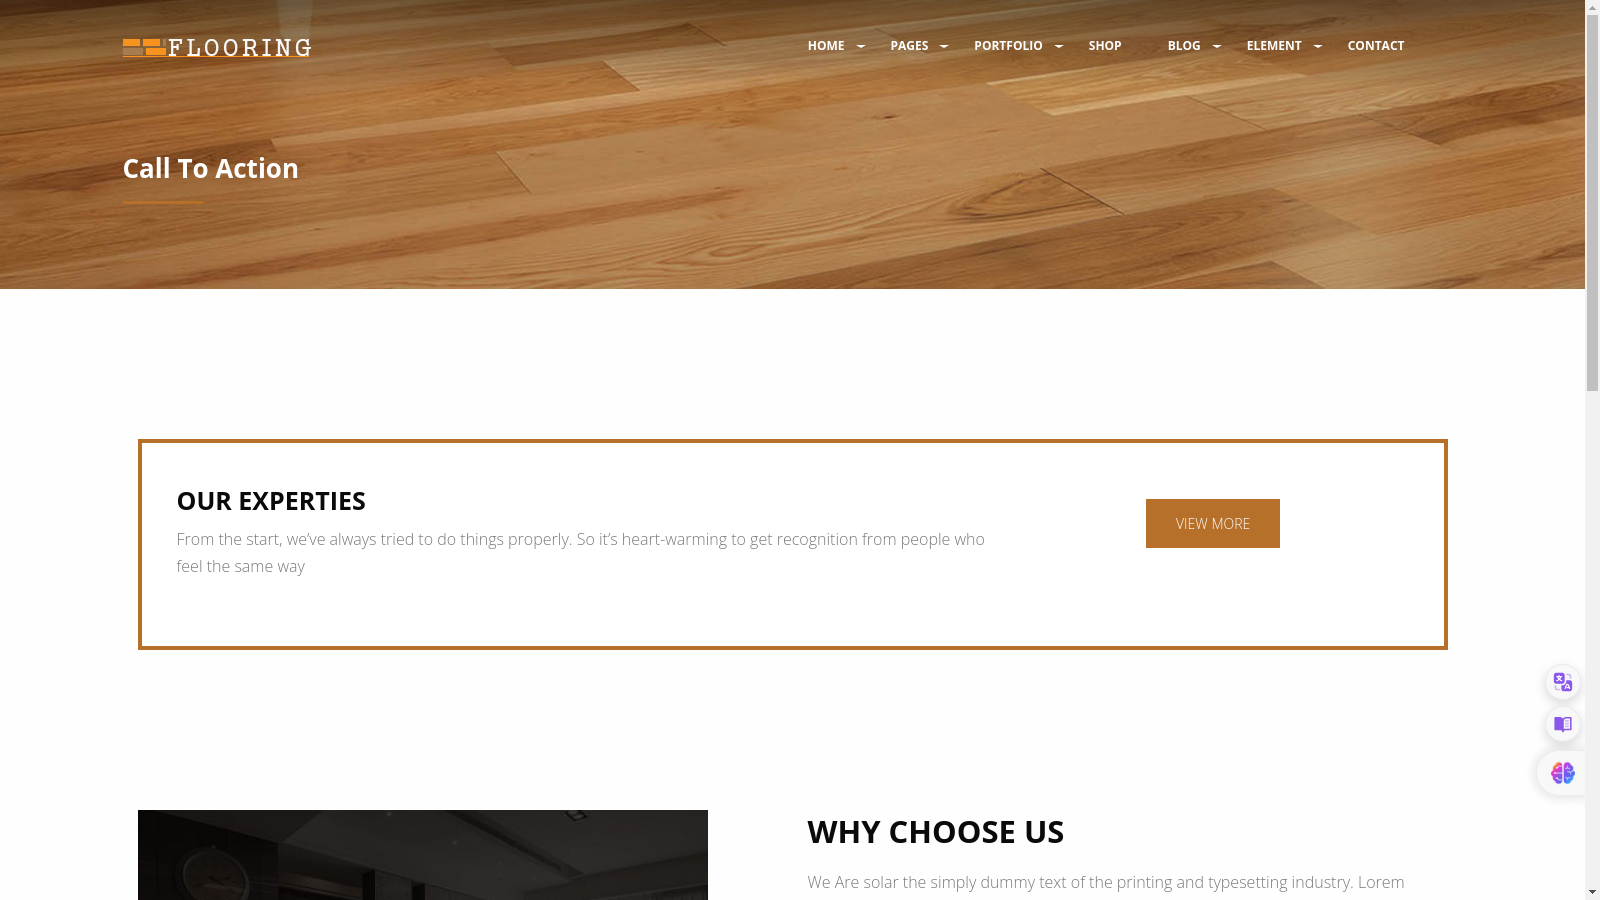 FLOORING
HOME PAGES PORTFOLIO SHOP BLOG ELEMENT CONTACT
Call To Action
OUR EXPERTIES
From the start, we’ve always tried to do things properly. So it’s heart-warming to get recognition from people who
feel the same way
VIEW MORE
WHY CHOOSE US
We Are solar the simply dummy text of the printing and typesetting industry. Lorem